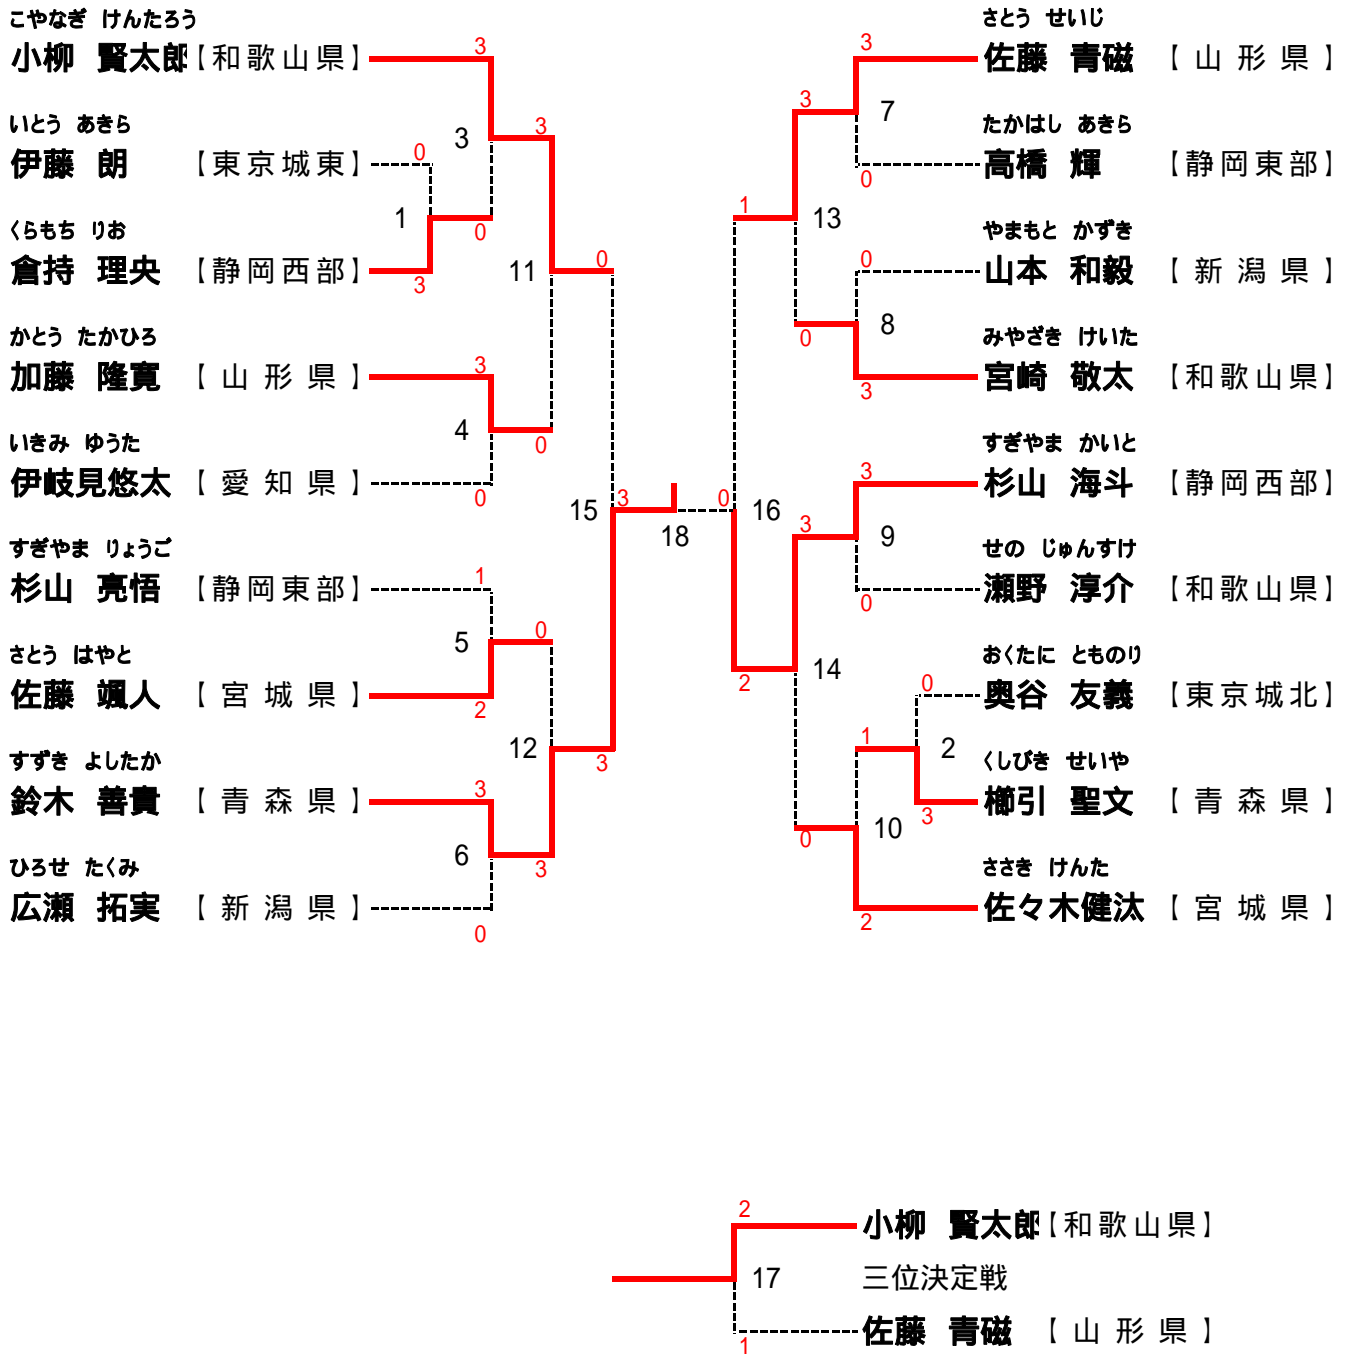 こやなぎ けんたろう
小柳 賢太郎【和歌山県】
いとう あきら
伊藤 朗 【東京城東】
くらもち りお
倉持 理央 【静岡西部】
かとう たかひろ
加藤 隆寛 【山形県】
いきみ ゆうた
伊岐見悠太 【愛知県】
すぎやま りょうご
杉山 亮悟 【静岡東部】
さとう はやと
佐藤 颯人 【宮城県】
すずき よしたか
鈴木 善貴 【青森県】
ひろせ たくみ
広瀬 拓実 【新潟県】
3
0
3
3
0
1
2
3
0
1
3
4
5
6
3
0
0
3
0
3
11
12
0
3
15
3
18
0
16
1
2
13
14
3
0
3
0
7
8
9
10
2
3
0
0
3
3
0
1
2
0
3
さとう せいじ
佐藤 青磁 【山形県】
たかはし あきら
高橋 輝 【静岡東部】
やまもと かずき
山本 和毅 【新潟県】
みやざき けいた
宮崎 敬太 【和歌山県】
すぎやま かいと
杉山 海斗 【静岡西部】
せの じゅんすけ
瀬野 淳介 【和歌山県】
おくたに とものり
奥谷 友義 【東京城北】
くしびき せいや
櫛引 聖文 【青森県】
ささき けんた
佐々木健汰 【宮城県】
2
小柳 賢太郎【和歌山県】
17
三位決定戦
1
佐藤 青磁 【山形県】